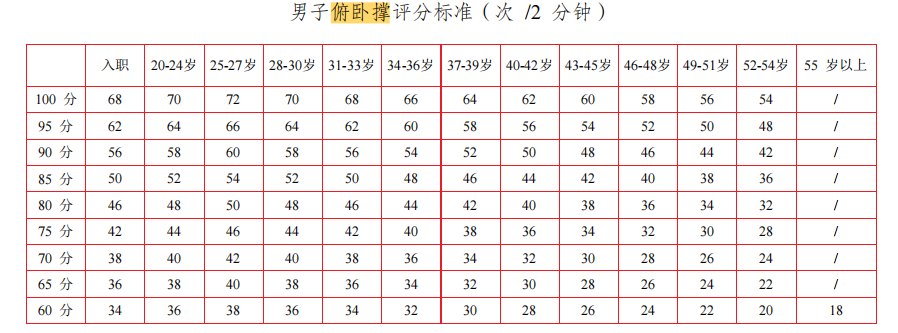 男子俯卧撑评分标准（次 /2 分钟）
入职 20-24岁 25-27岁 28-30岁 31-33岁 34-36岁 37-39岁 40-42岁 43-45岁 46-48岁 49-51岁 52-54岁 55 岁以上
100 分 68 70 72 70 68 66 64 62 60 58 56 54 /
95 分 62 64 66 64 62 60 58 56 54 52 50 48 /
90 分 56 58 60 58 56 54 52 50 48 46 44 42 /
85 分 50 52 54 52 50 48 46 44 42 40 38 36 /
80 分 46 48 50 48 46 44 42 40 38 36 34 32 /
75 分 42 44 46 44 42 40 38 36 34 32 30 28 /
70 分 38 40 42 40 38 36 34 32 30 28 26 24 /
65 分 36 38 40 38 36 34 32 30 28 26 24 22 /
60 分 34 36 38 36 34 32 30 28 26 24 22 20 18